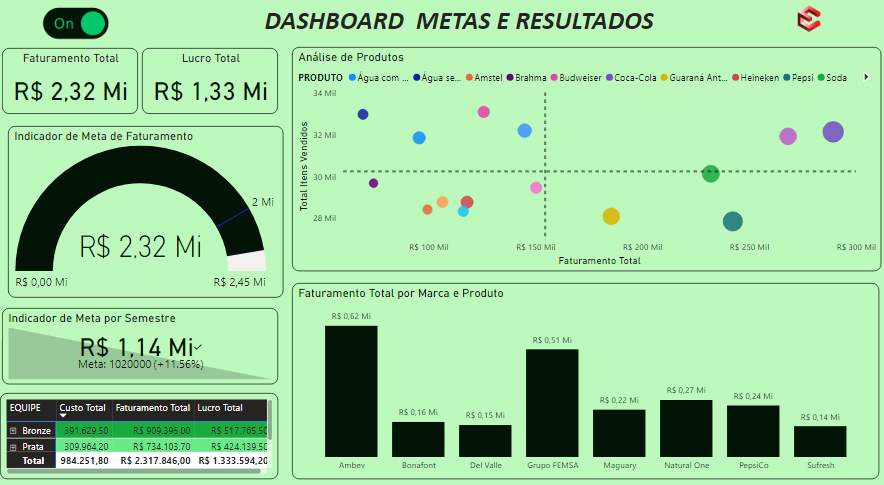 On
DASHBOARD METAS E RESULTADOS
Faturamento Total
R$ 2,32 Mi
Lucro Total
R$ 1,33 Mi
Indicador de Meta de Faturamento
2 Mi
R$ 2,32 Mi
R$ 0,00 Mi
R$ 2,45 Mi
Indicador de Meta por Semestre
R$ 1,14 Mi
Meta: 1020000 (+11.56%)
EQUIPE Custo Total Faturamento Total Lucro Total
Bronze 391.629,50 R$ 909.395,00 R$ 517.765,50
Prata 309.964,20 R$ 734.103,70 R$ 424.139,50
Total 984.251,80 R$ 2.317.846,00 R$ 1.333.594,20
Análise de Produtos
PRODUTO Água com ... Água se... Amstel Brahma Budweiser Coca-Cola Guaraná Ant... Heineken Pepsi Soda
Total Itens Vendidos
34 Mil
32 Mil
30 Mil
28 Mil
R$ 100 Mil R$ 150 Mil R$ 200 Mil R$ 250 Mil R$ 300 Mil
Faturamento Total
Faturamento Total por Marca e Produto
R$ 0,62 Mi
R$ 0,16 Mi
R$ 0,15 Mi
R$ 0,51 Mi
R$ 0,22 Mi
R$ 0,27 Mi
R$ 0,24 Mi
R$ 0,14 Mi
Ambev Bonafont Del Valle Grupo FEMSA Maguary Natural One PepsiCo Sufresh